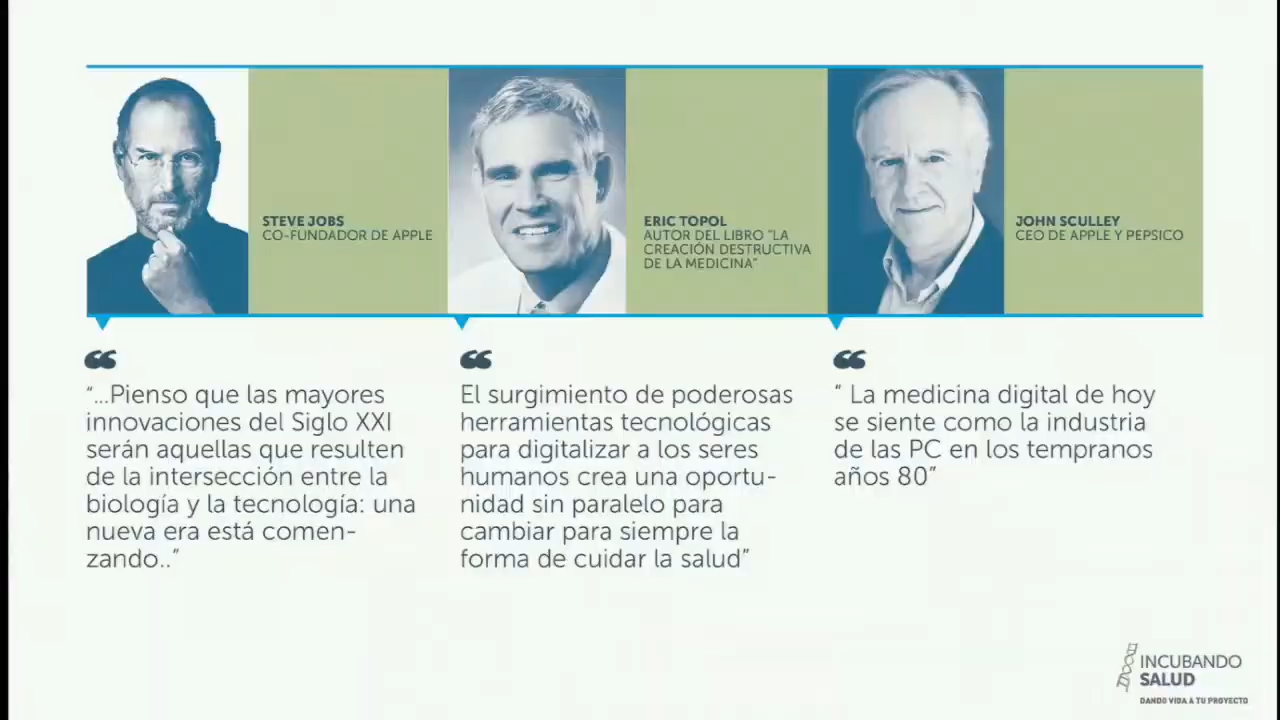 STEVE JOBS
CO-FUNDADOR DE APPLE
ERIC TOPOL
AUTOR DEL LIBRO "LA
CREACIÓN DESTRUCTIVA
DE LA MEDICINA"
JOHN SCULLEY
CEO DE APPLE Y PEPSICO
“
“...Pienso que las mayores
innovaciones del Siglo XXI
serán aquellas que resulten
de la intersección entre la
biología y la tecnología: una
nueva era está comen-
zando..”
“
El surgimiento de poderosas
herramientas tecnológicas
para digitalizar a los seres
humanos crea una oportu-
nidad sin paralelo para
cambiar para siempre la
forma de cuidar la salud”
“
“ La medicina digital de hoy
se siente como la industria
de las PC en los tempranos
años 80”
INCUBANDO
SALUD
DANDO VIDA A TU PROYECTO